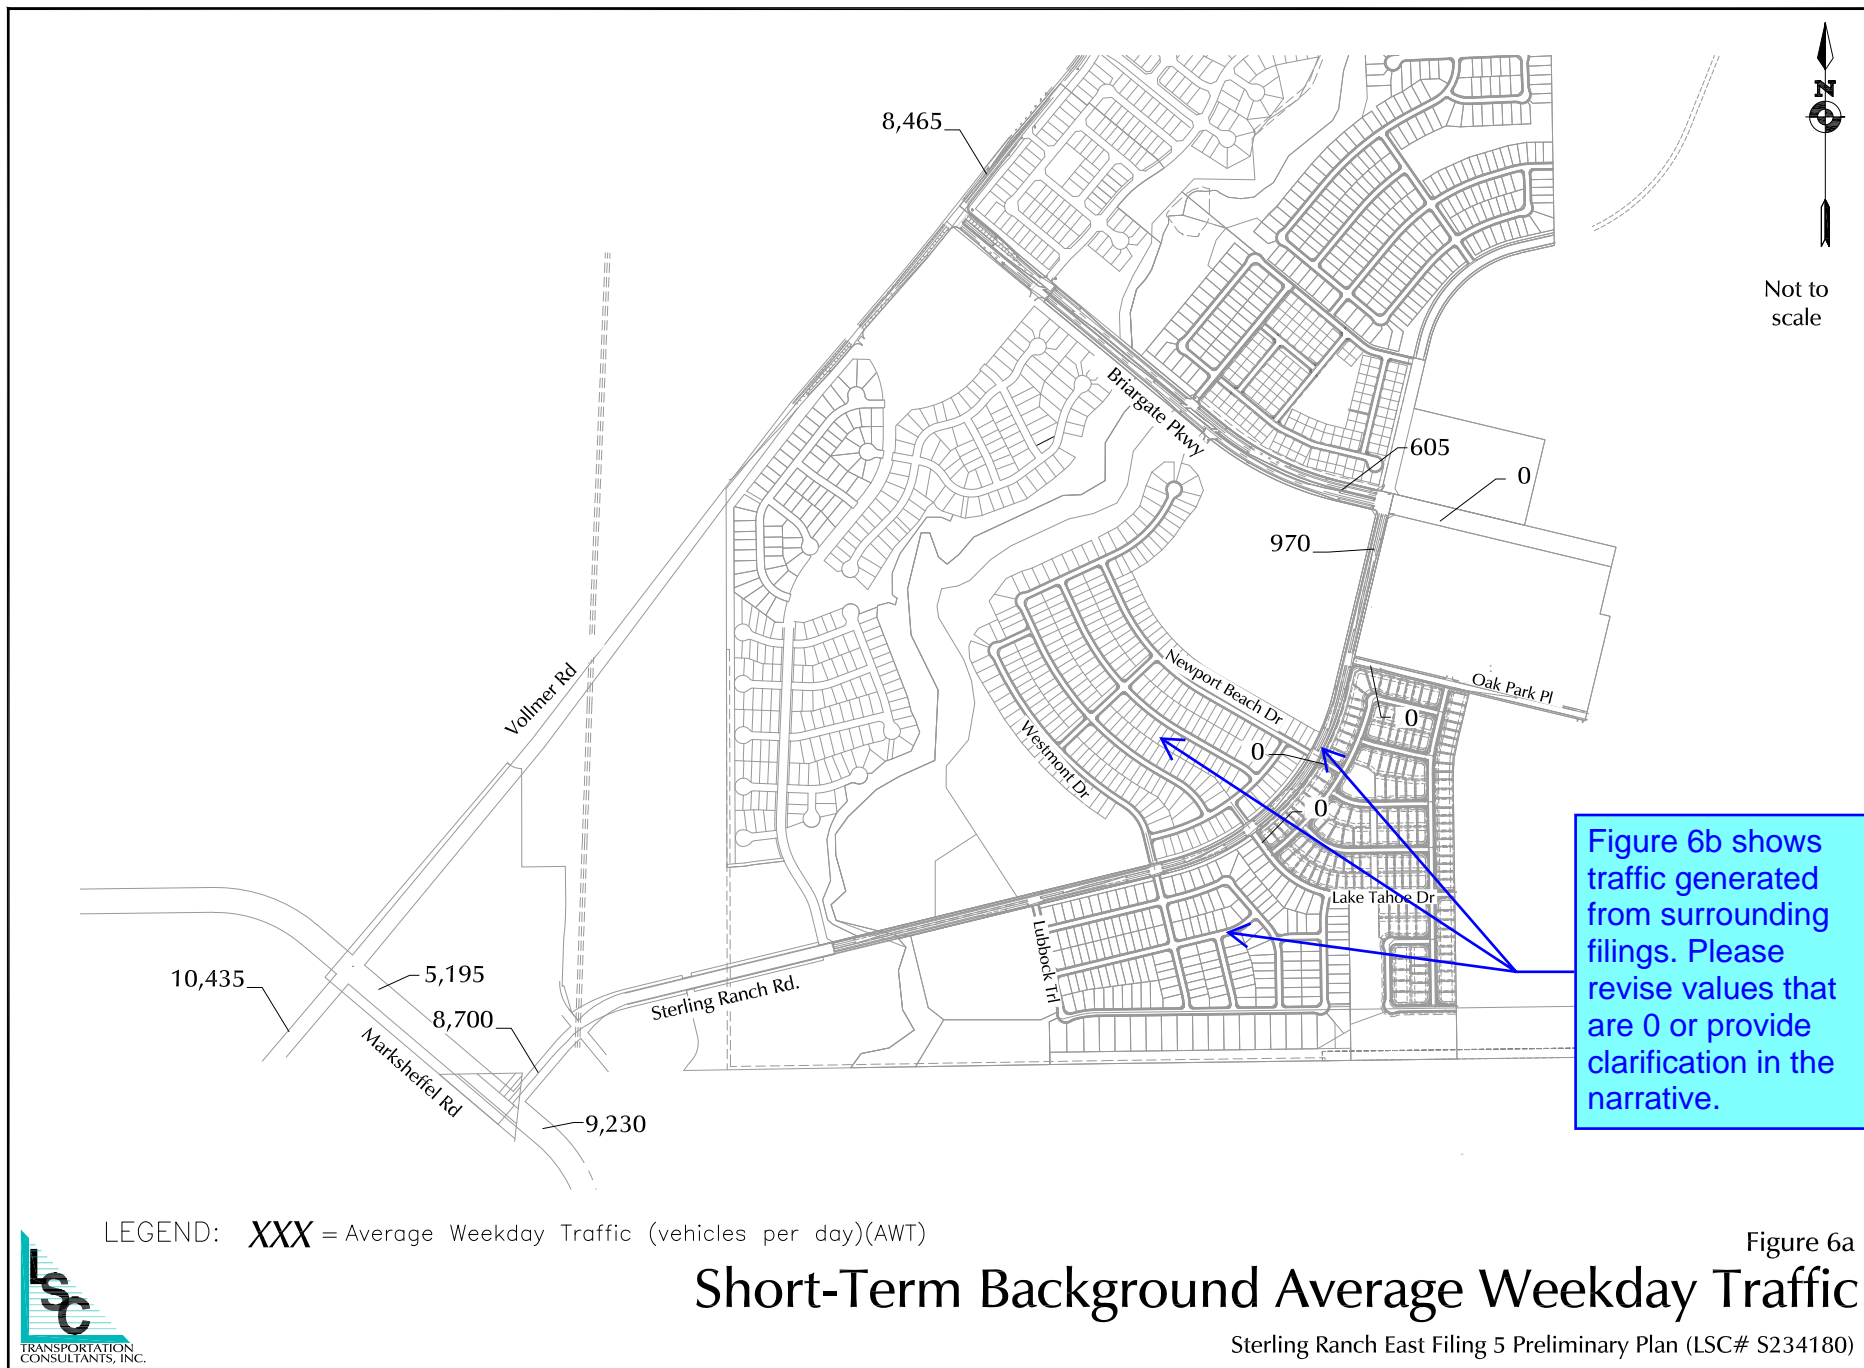 8,465
N
Not to
scale
Briargate Pkwy
605
0
970
Newport Beach Dr
Oak Park Pl
Vollmer Rd
Westmont Dr
0
0
0
Lake Tahoe Dr
Figure 6b shows
traffic generated
from surrounding
filings. Please
revise values that
are 0 or provide
clarification in the
narrative.
Lubbock Trl
10,435
5,195
8,700
Sterling Ranch Rd.
Marksheffel Rd
9,230
LEGEND: XXX = Average Weekday Traffic (vehicles per day)(AWT)
Figure 6a
Short-Term Background Average Weekday Traffic
Sterling Ranch East Filing 5 Preliminary Plan (LSC# S234180)
LSC
TRANSPORTATION
CONSULTANTS, INC.